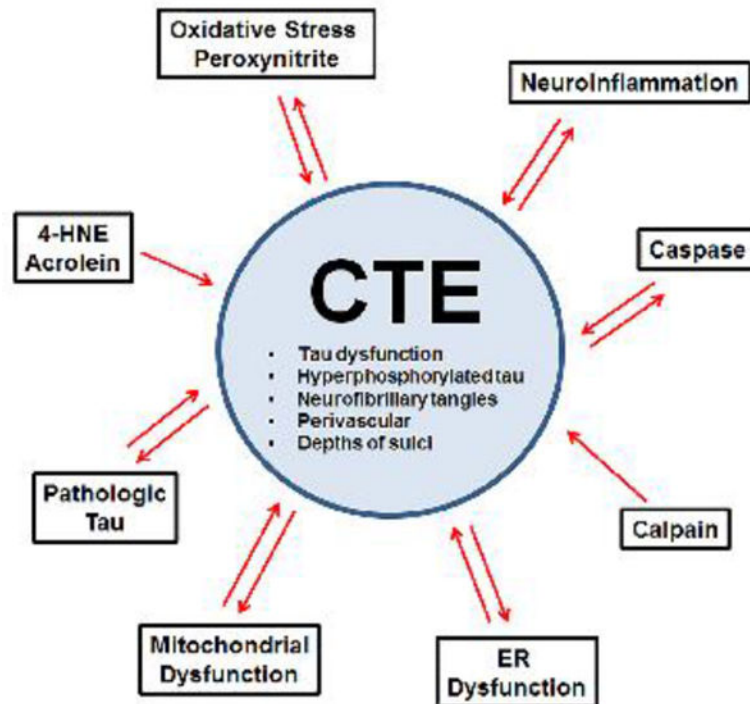 Oxidative Stress
Peroxynitrite
Neuroinflammation
4-HNE
Acrolein
Caspase
CTE
• Tau dysfunction
• Hyperphosphorylated tau
• Neurofibrillary tangles
• Perivascular
• Depths of sulci
Pathologic
Tau
Calpain
Mitochondrial
Dysfunction
ER
Dysfunction